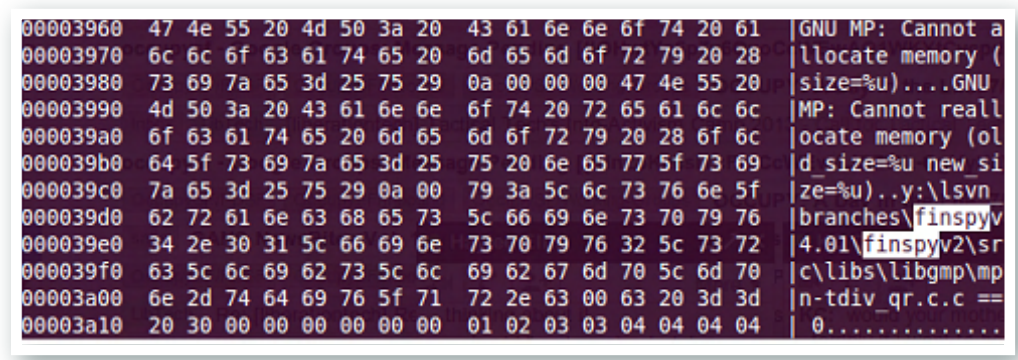 00003960 47 4e 55 20 4d 50 3a 20 43 61 6e 6e 6f 74 20 61 |GNU MP: Cannot a
00003970 6c 6c 6f 63 61 74 65 20 6d 65 6d 6f 72 79 20 28 |llocate memory (
00003980 73 69 7a 65 3d 25 75 29 0a 00 00 00 47 4e 55 20 |size=%u)....GNU
00003990 4d 50 3a 20 43 61 6e 6e 6f 74 20 72 65 61 6c 6c |MP: Cannot reall
000039a0 6f 63 61 74 65 20 6d 65 6d 6f 72 79 20 28 6f 6c |ocate memory (ol
000039b0 64 5f 73 69 7a 65 3d 25 75 20 6e 65 77 5f 73 69 |d_size=%u new_si
000039c0 7a 65 3d 25 75 29 0a 00 79 3a 5c 6c 73 76 6e 5f |ze=%u)..y:\lsvn_
000039d0 62 72 61 6e 63 68 65 73 5c 66 69 6e 73 70 79 76 |branches\finspyv
000039e0 34 2e 30 31 5c 66 69 6e 73 70 79 76 32 5c 73 72 |4.01\finspyv2\sr
000039f0 63 5c 6c 69 62 73 5c 6c 69 62 67 6d 70 5c 6d 70 |c\libs\libgmp\mp
00003a00 6e 2d 74 64 69 76 5f 71 72 2e 63 00 63 20 3d 3d |n-tdiv_qr.c.c ==
00003a10 20 30 00 00 00 00 00 00 01 02 03 03 04 04 04 04 | 0..............